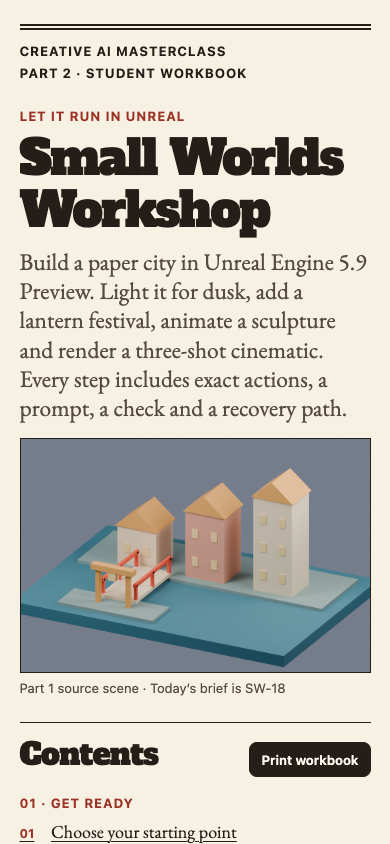 CREATIVE AI MASTERCLASS
PART 2 · STUDENT WORKBOOK
LET IT RUN IN UNREAL
Small Worlds
Workshop
Build a paper city in Unreal Engine 5.9
Preview. Light it for dusk, add a
lantern festival, animate a sculpture
and render a three-shot cinematic.
Every step includes exact actions, a
prompt, a check and a recovery path.
Part 1 source scene · Today’s brief is SW-18
Contents
Print workbook
01 · GET READY
01 Choose your starting point